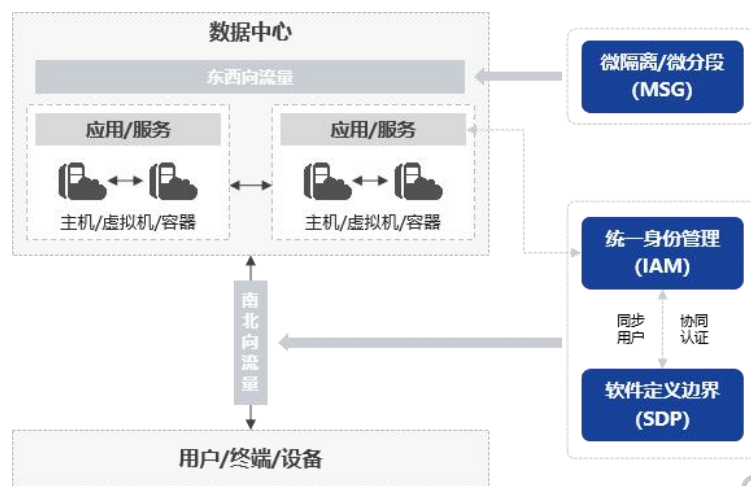 数据中心
东西向流量
应用/服务
主机/虚拟机/容器
应用/服务
主机/虚拟机/容器
南
北
向
流
量
用户/终端/设备
微隔离/微分段
(MSG)
统一身份管理
(IAM)
同步
用户
协同
认证
软件定义边界
(SDP)